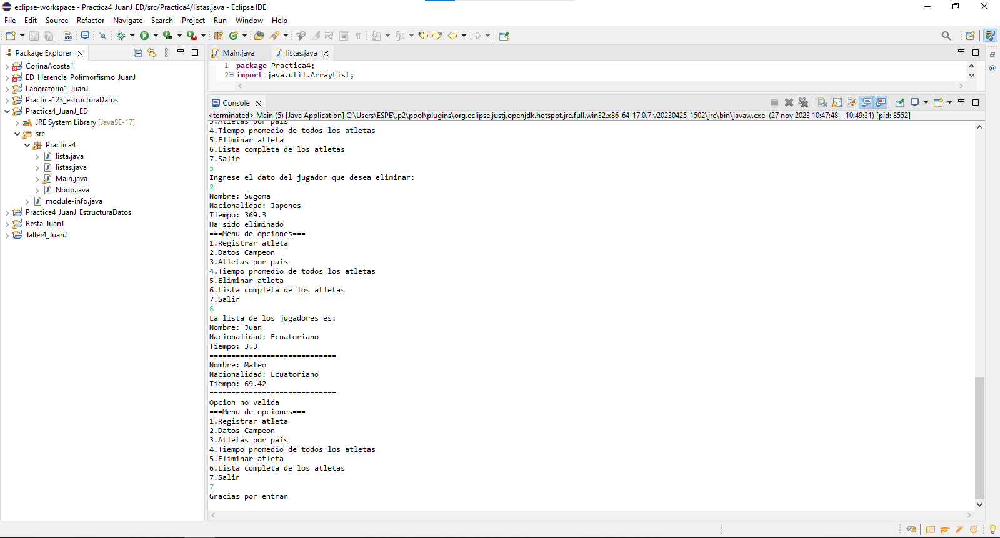 eclipse-workspace - Practica4_JuanJ_ED/src/Practica4/listas.java - Eclipse IDE
File Edit Source Refactor Navigate Search Project Run Window Help
Package Explorer
CorinaAcosta1
ED_Herencia_Polimorfismo_JuanJ
Laboratorio1_JuanJ
Practica123_estructuraDatos
Practica4_JuanJ_ED
JRE System Library [JavaSE-17]
src
Practica4
lista.java
listas.java
Main.java
Nodo.java
module-info.java
Practica4_JuanJ_EstructuraDatos
Resta_JuanJ
Taller4_JuanJ
Main.java listas.java
1 package Practica4;
2 import java.util.ArrayList;
Console
<terminated> Main (5) [Java Application] C:\Users\ESPE\.p2\pool\plugins\org.eclipse.justj.openjdk.hotspot.jre.full.win32.x86_64_17.0.7.v20230425-1502\jre\bin\javaw.exe (27 nov 2023 10:47:48 – 10:49:31) [pid: 8552]
3.Atletas por pais
4.Tiempo promedio de todos los atletas
5.Eliminar atleta
6.Lista completa de los atletas
7.Salir
5
Ingrese el dato del jugador que desea eliminar:
2
Nombre: Sugoma
Nacionalidad: Japones
Tiempo: 369.3
Ha sido eliminado
===Menu de opciones===
1.Registrar atleta
2.Datos Campeon
3.Atletas por pais
4.Tiempo promedio de todos los atletas
5.Eliminar atleta
6.Lista completa de los atletas
7.Salir
6
La lista de los jugadores es:
Nombre: Juan
Nacionalidad: Ecuatoriano
Tiempo: 3.3
=============================
Nombre: Mateo
Nacionalidad: Ecuatoriano
Tiempo: 69.42
=============================
Opcion no valida
===Menu de opciones===
1.Registrar atleta
2.Datos Campeon
3.Atletas por pais
4.Tiempo promedio de todos los atletas
5.Eliminar atleta
6.Lista completa de los atletas
7.Salir
7
Gracias por entrar